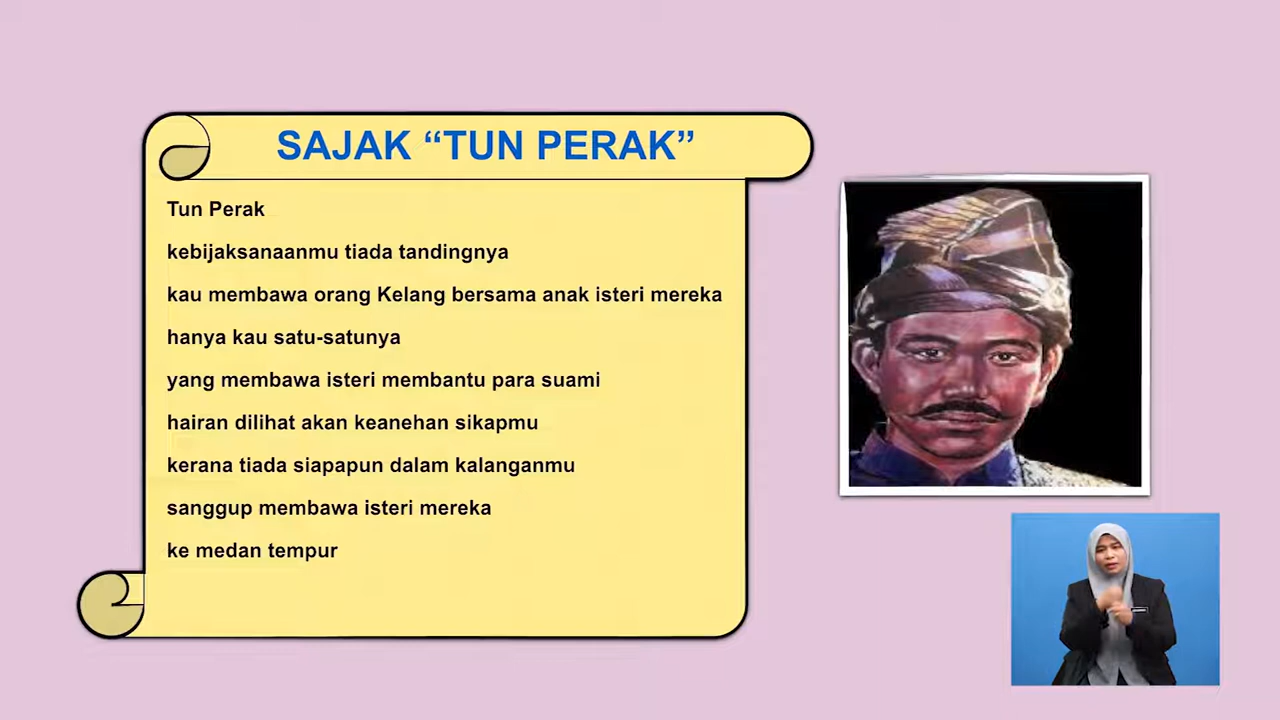 SAJAK “TUN PERAK”
Tun Perak
kebijaksanaanmu tiada tandingnya
kau membawa orang Kelang bersama anak isteri mereka
hanya kau satu-satunya
yang membawa isteri membantu para suami
hairan dilihat akan keanehan sikapmu
kerana tiada siapapun dalam kalanganmu
sanggup membawa isteri mereka
ke medan tempur